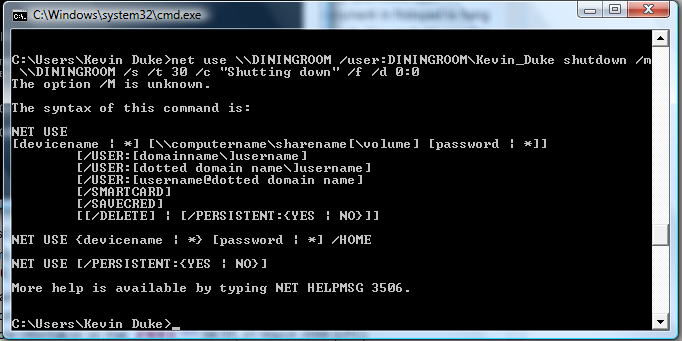 C:\Windows\system32\cmd.exe
C:\Users\Kevin Duke>net use \\DININGROOM /user:DININGROOM\Kevin_Duke shutdown /m
 \\DININGROOM /s /t 30 /c "Shutting down" /f /d 0:0
The option /M is unknown.
The syntax of this command is:
NET USE
[devicename | *] [\\computername\sharename[\volume] [password | *]]
        [/USER:[domainname\]username]
        [/USER:[dotted domain name\]username]
        [/USER:[username@dotted domain name]
        [/SMARTCARD]
        [/SAVECRED]
        [[/DELETE] | [/PERSISTENT:{YES | NO}]]
NET USE {devicename | *} [password | *] /HOME
NET USE [/PERSISTENT:{YES | NO}]
More help is available by typing NET HELPMSG 3506.
C:\Users\Kevin Duke>_